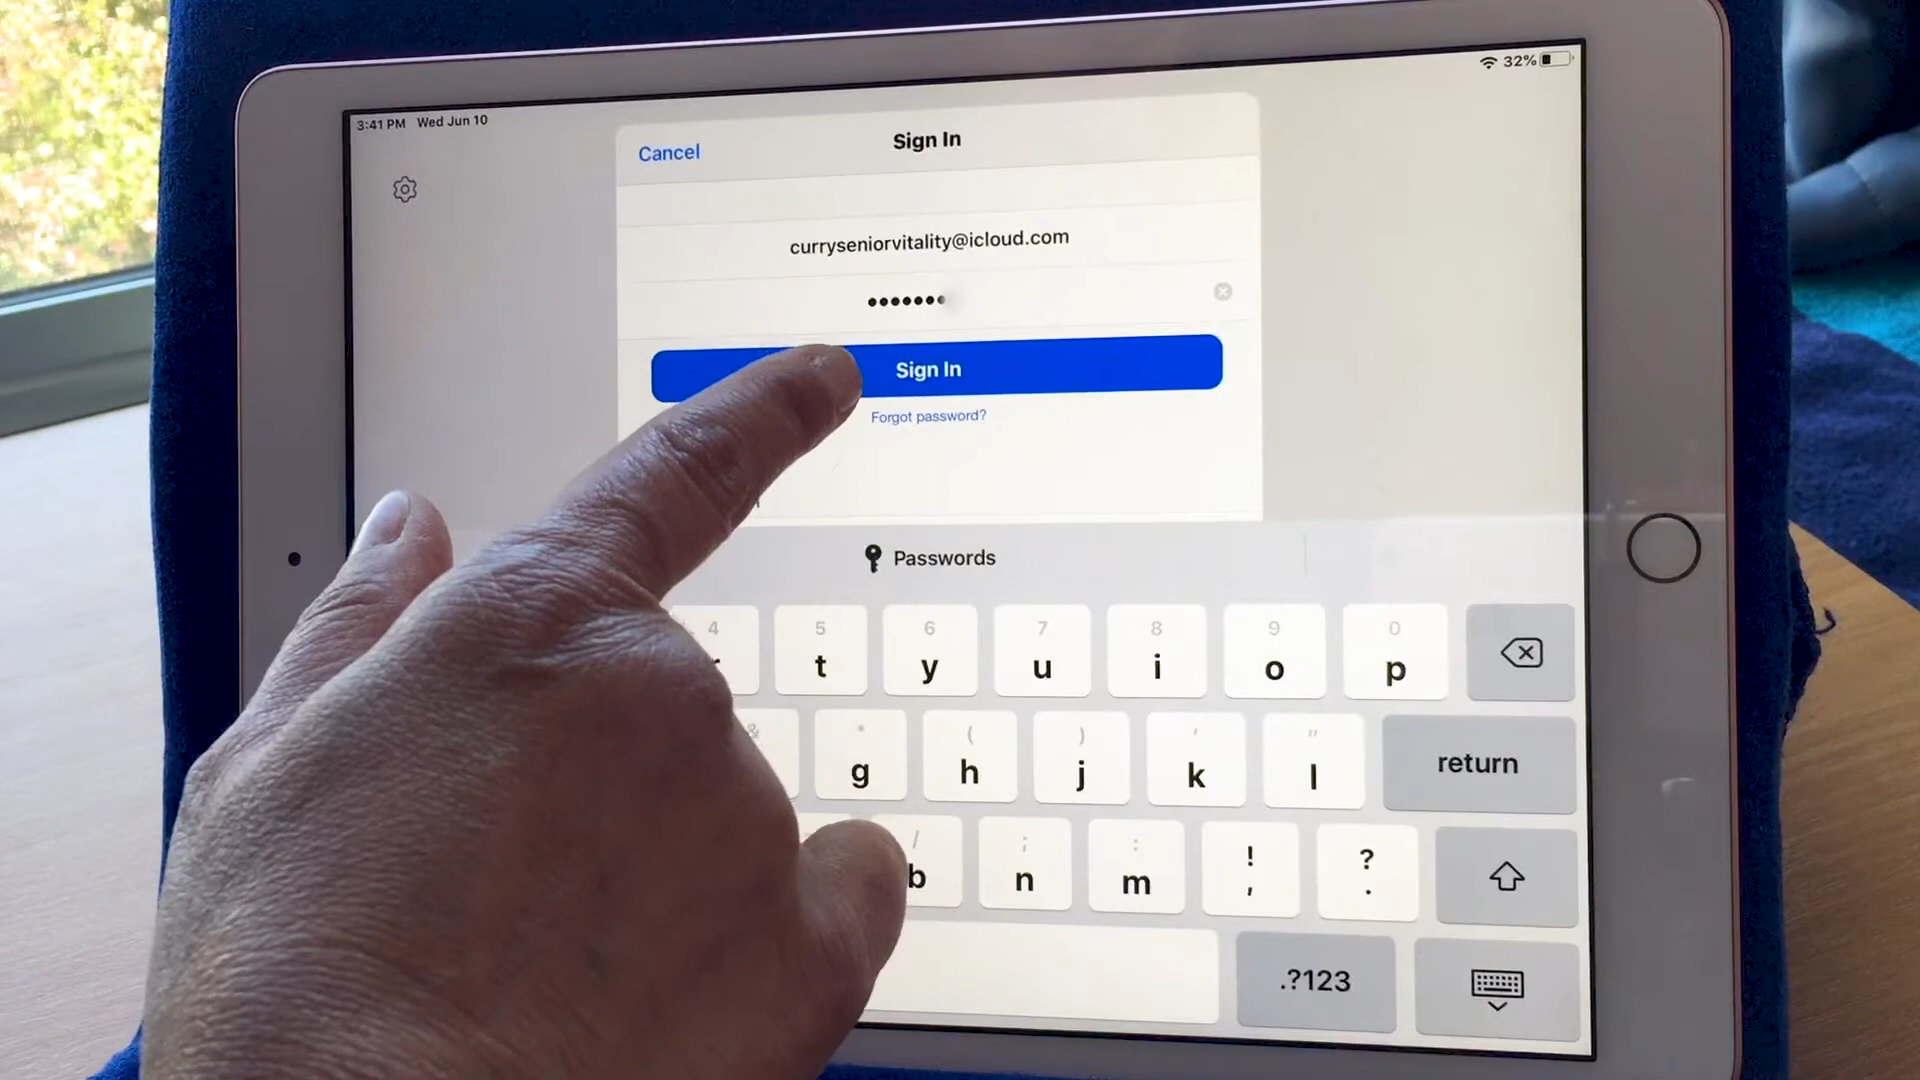 3:41 PM Wed Jun 10
32%
Cancel
Sign In
curryseniorvitality@icloud.com
Sign In
Forgot password?
Passwords
4 5 6 7 8 9 0
r t y u i o p
& * ( ) ' "
g h j k l return
/ ; : ! ?
b n m , .
.?123